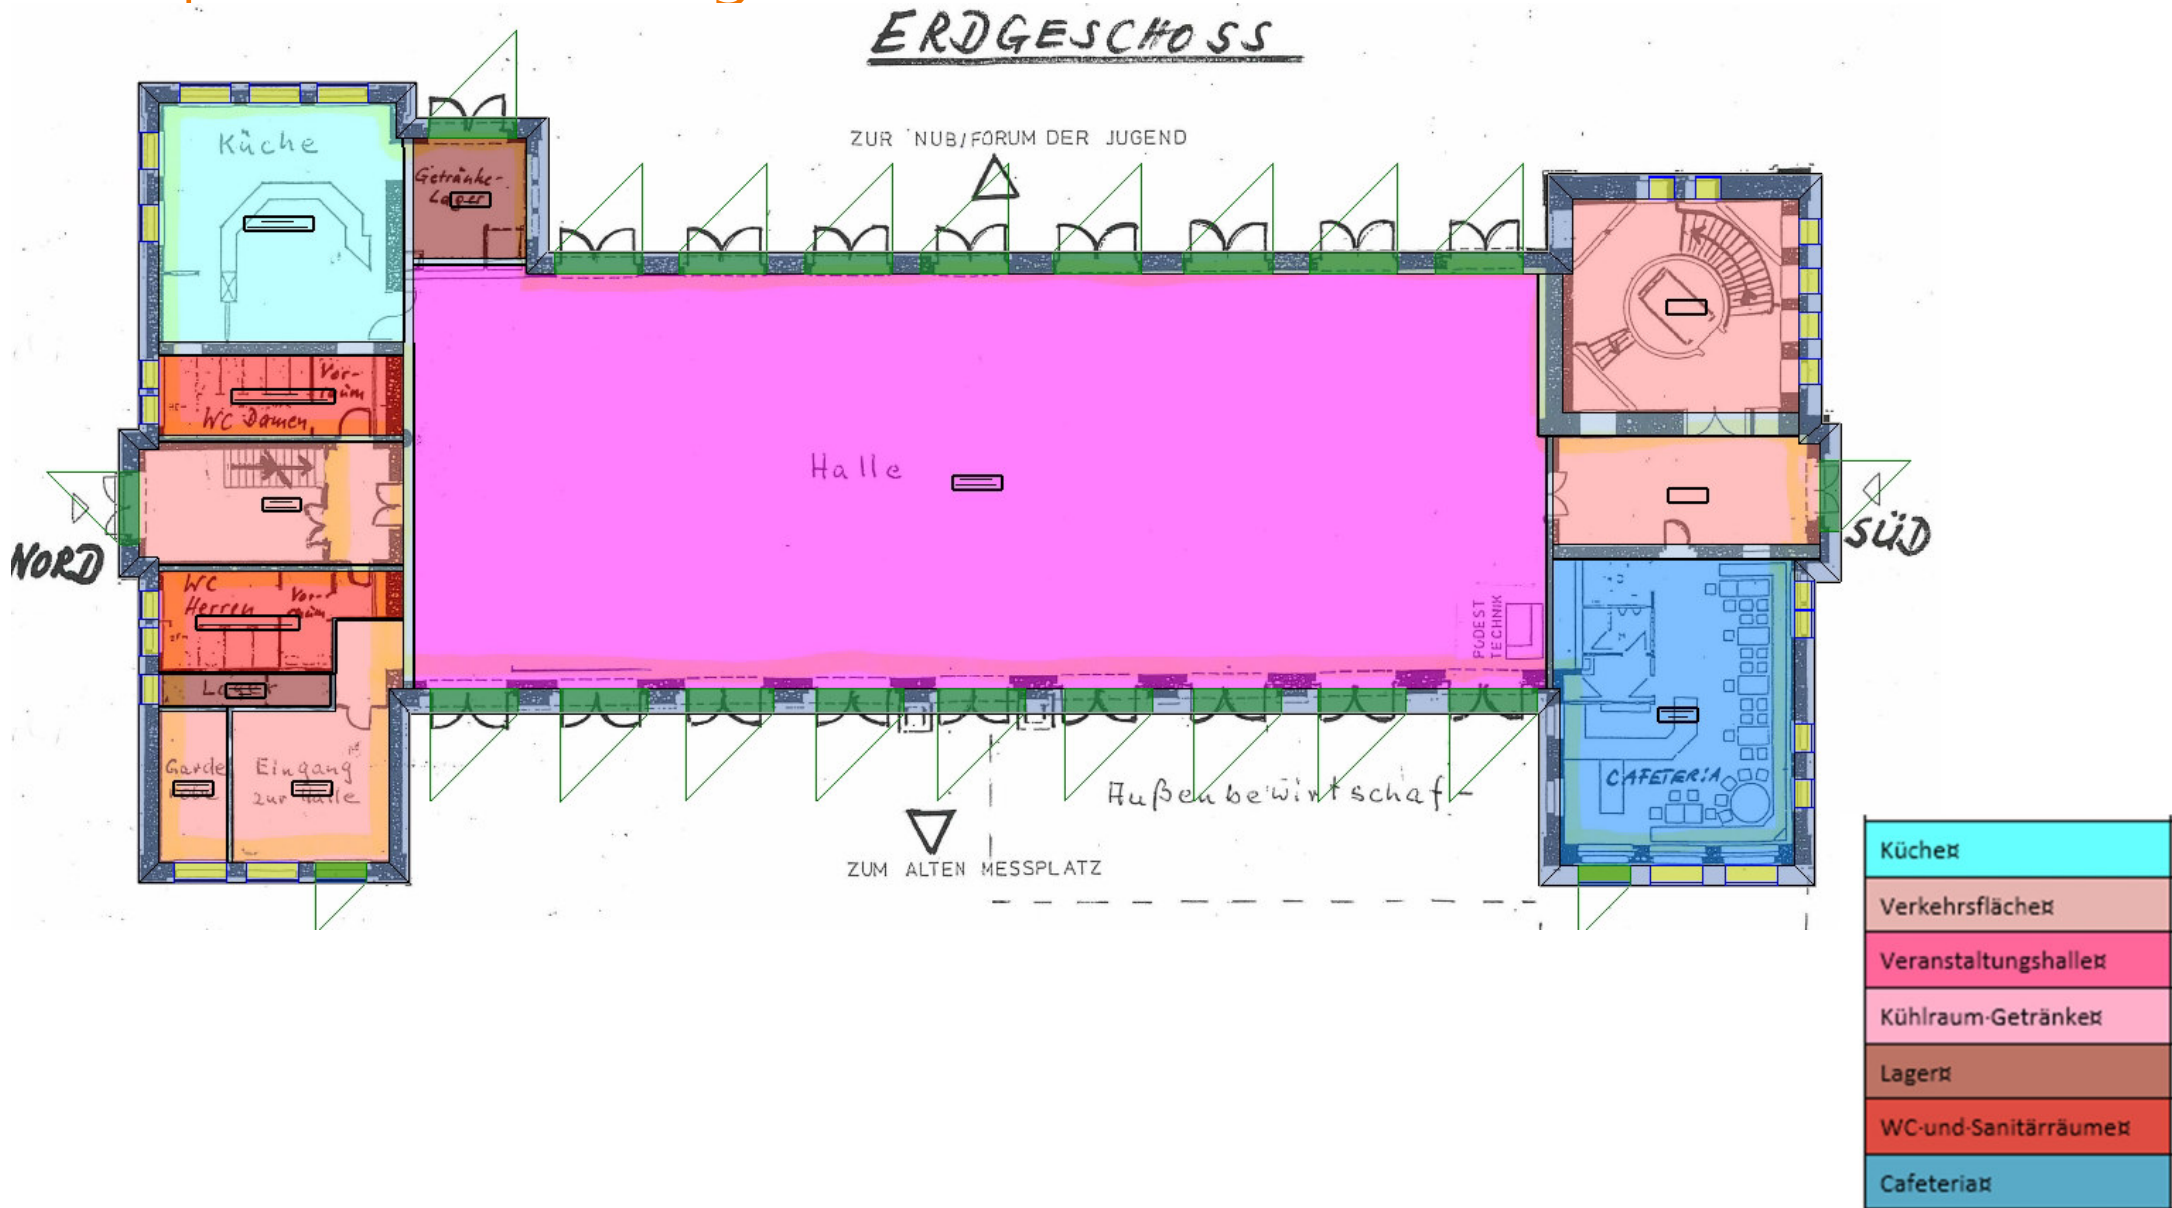 ERDGESCHOSS
ZUR NUB/FORUM DER JUGEND
Küche
Getränke-
Lager
Vor-
raum
WC Damen
Halle
NORD
SÜD
WC
Herren
Vor-
raum
PODEST
TECHNIK
Lager
Garde
robe
Eingang
zur Halle
CAFETERIA
Außenbewirtschaf-
ZUM ALTEN MESSPLATZ
Küche¤
Verkehrsfläche¤
Veranstaltungshalle¤
Kühlraum·Getränke¤
Lager¤
WC·und·Sanitärräume¤
Cafeteria¤